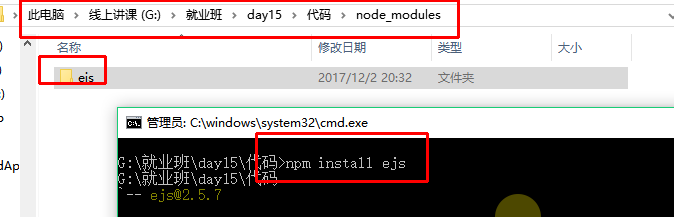 此电脑 > 线上讲课 (G:) > 就业班 > day15 > 代码 > node_modules
名称 修改日期 类型 大小
ejs 2017/12/2 20:32 文件夹
管理员: C:\windows\system32\cmd.exe
G:\就业班\day15\代码>npm install ejs
G:\就业班\day15\代码
`-- ejs@2.5.7
dAp